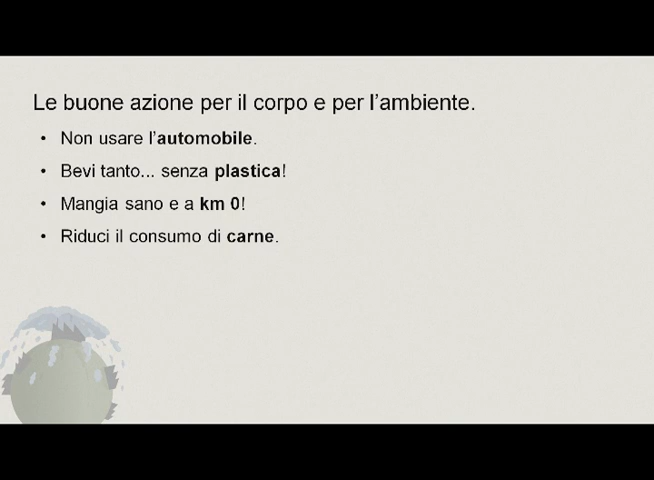 Le buone azione per il corpo e per l'ambiente.
• Non usare l'automobile.
• Bevi tanto... senza plastica!
• Mangia sano e a km 0!
• Riduci il consumo di carne.